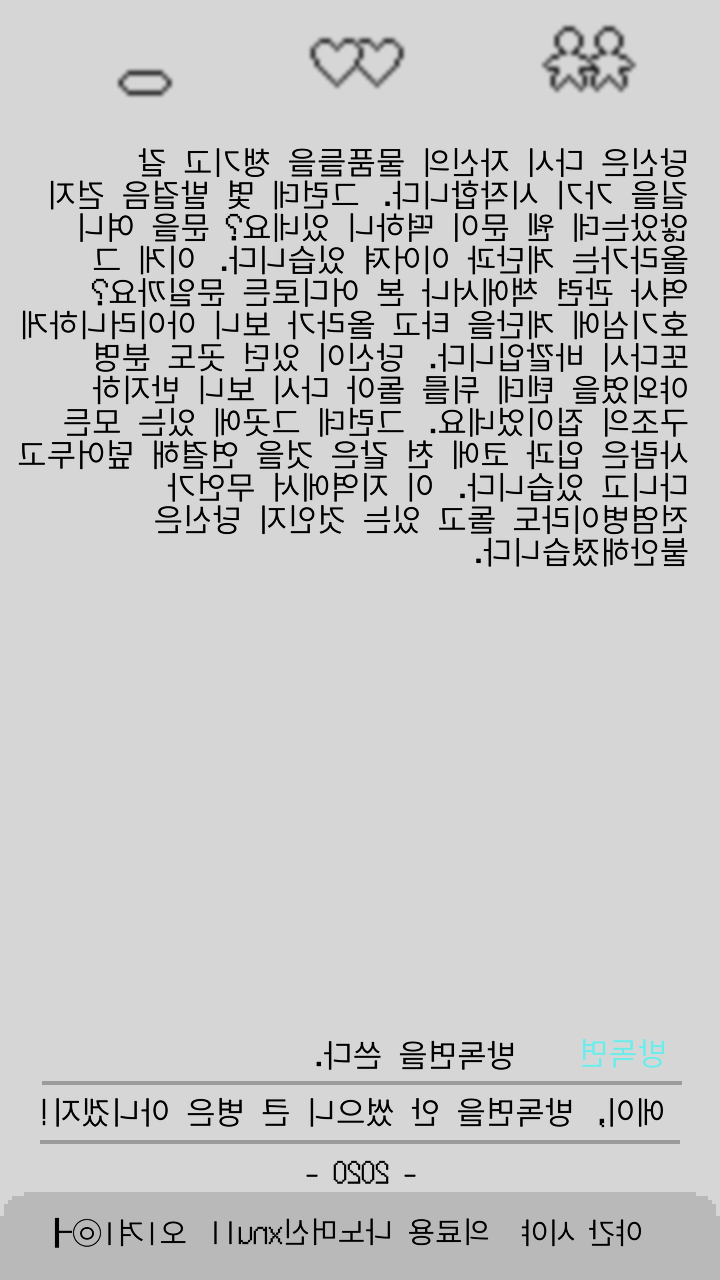 당신은 다시 자신의 물품들을 챙기고 갈
길을 가기 시작합니다. 그런데 몇 발걸음 걷지
않았는데 웬 문이 떡하니 있네요? 문을 여니
올라가는 계단과 이어져 있습니다. 이게 그
역사 관련 책에서나 본 어디로든 문일까요?
호기심에 계단을 타고 올라가 보니 아이러니하게
또다시 바깥입니다. 당신이 있던 곳도 분명
야외였을 텐데 뒤를 돌아 다시 보니 반지하
구조의 집이었네요. 그런데 그곳에 있는 모든
사람은 입과 코에 천 같은 것을 연결해 덮어두고
다니고 있습니다. 이 지역에서 무언가
전염병이라도 돌고 있는 것인지 당신은
불안해졌습니다.
방독면 방독면을 쓴다.
에이, 방독면을 안 썼으니 큰 병은 아니겠지!
- 2020 -
야간 시야 의료용 나노머신